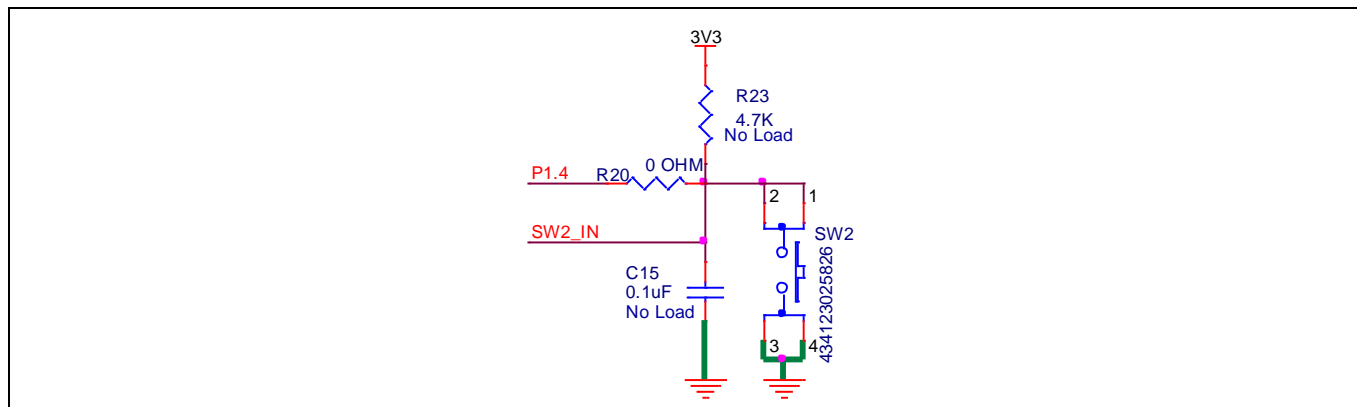 3V3
R23
4.7K
No Load
0 OHM
P1.4
R20
2
1
SW2_IN
SW2
434123025826
C15
0.1uF
No Load
3
4